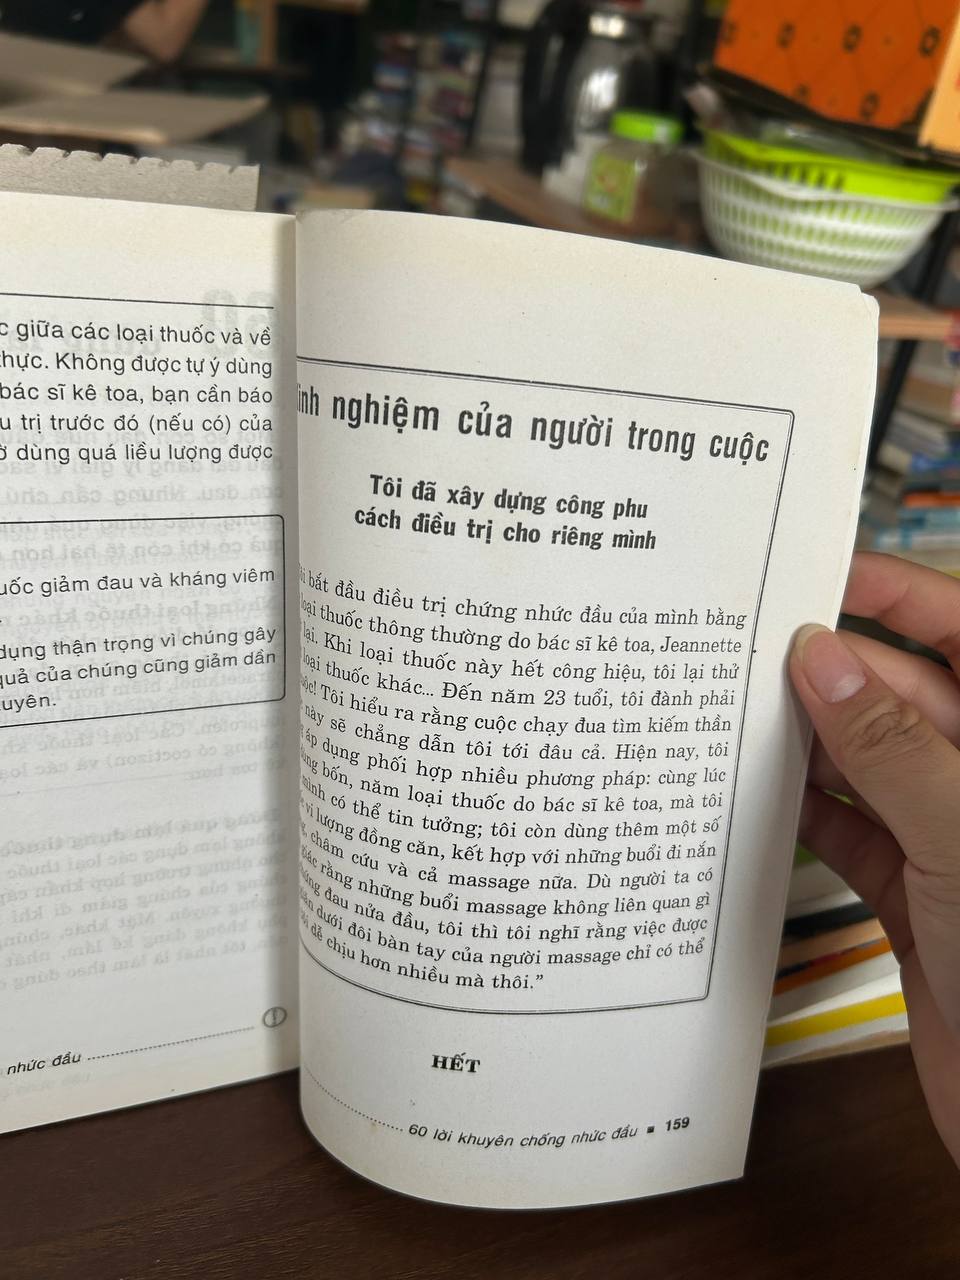 giữa các loại thuốc và về
thực. Không được tự ý dùng
bác sĩ kê toa, bạn cần báo
trị trước đó (nếu có) của
dùng quá liều lượng được
giảm đau và kháng viêm
dụng thận trọng vì chúng gây
quả của chúng cũng giảm dần
nhức đầu
nghiệm của người trong cuộc
Tôi đã xây dựng công phu
cách điều trị cho riêng mình
bắt đầu điều trị chứng nhức đầu của mình bằng
loại thuốc thông thường do bác sĩ kê toa, Jeannette
lại. Khi loại thuốc này hết công hiệu, tôi lại thử
loại thuốc khác... Đến năm 23 tuổi, tôi đành phải
Tôi hiểu ra rằng cuộc chạy đua tìm kiếm thần
này sẽ chẳng dẫn tôi tới đâu cả. Hiện nay, tôi
áp dụng phối hợp nhiều phương pháp: cùng lúc
bốn, năm loại thuốc do bác sĩ kê toa, mà tôi
mình có thể tin tưởng; tôi còn dùng thêm một số
vi lượng đồng căn, kết hợp với những buổi đi nắn
châm cứu và cả massage nữa. Dù người ta có
rằng những buổi massage không liên quan gì
đau nửa đầu, tôi thì tôi nghĩ rằng việc được
dưới đôi bàn tay của người massage chỉ có thể
dễ chịu hơn nhiều mà thôi.”
HẾT
60 lời khuyên chống nhức đầu ▪ 159